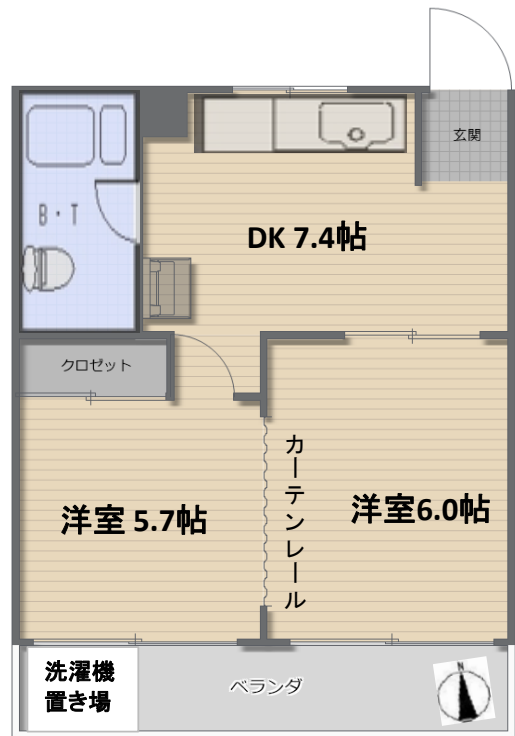 玄関
B・T
DK 7.4帖
クロゼット
カーテンレール
洋室 5.7帖
洋室6.0帖
洗濯機
置き場
ベランダ
N